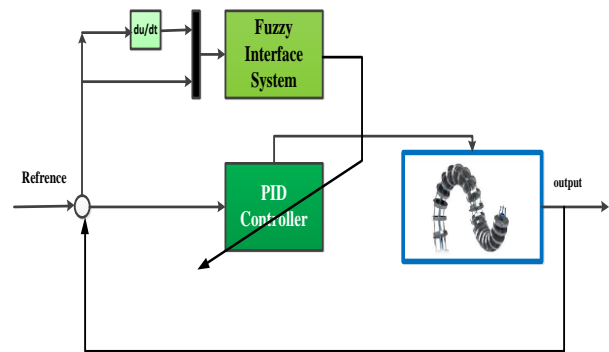 du/dt
Fuzzy
Interface
System
Refrence
PID
Controller
output